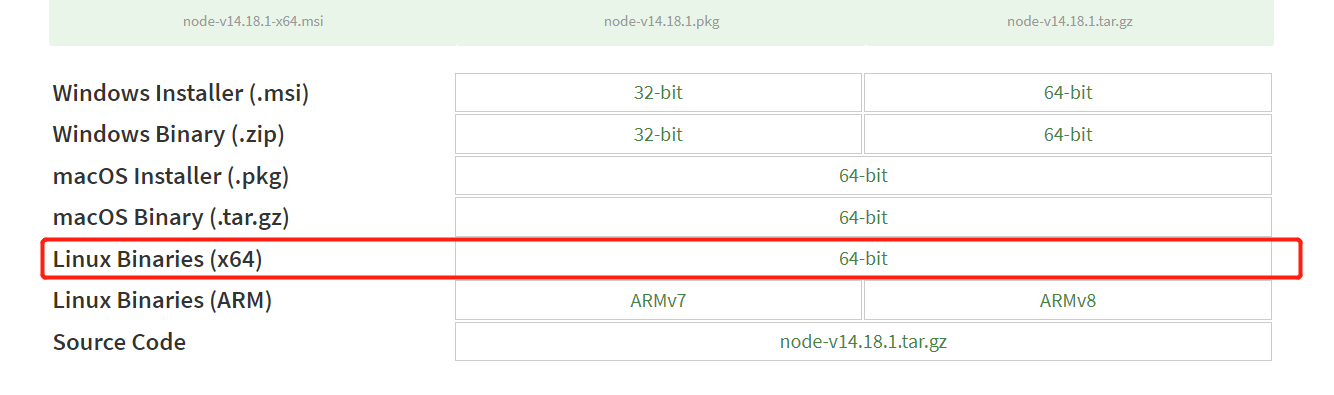 node-v14.18.1-x64.msi node-v14.18.1.pkg node-v14.18.1.tar.gz
Windows Installer (.msi) 32-bit 64-bit
Windows Binary (.zip) 32-bit 64-bit
macOS Installer (.pkg) 64-bit
macOS Binary (.tar.gz) 64-bit
Linux Binaries (x64) 64-bit
Linux Binaries (ARM) ARMv7 ARMv8
Source Code node-v14.18.1.tar.gz